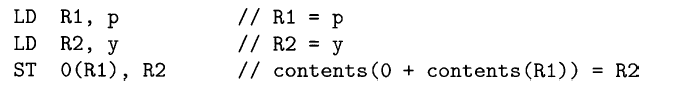 LD R1, p // R1 = p
LD R2, y // R2 = y
ST 0(R1), R2 // contents(0 + contents(R1)) = R2